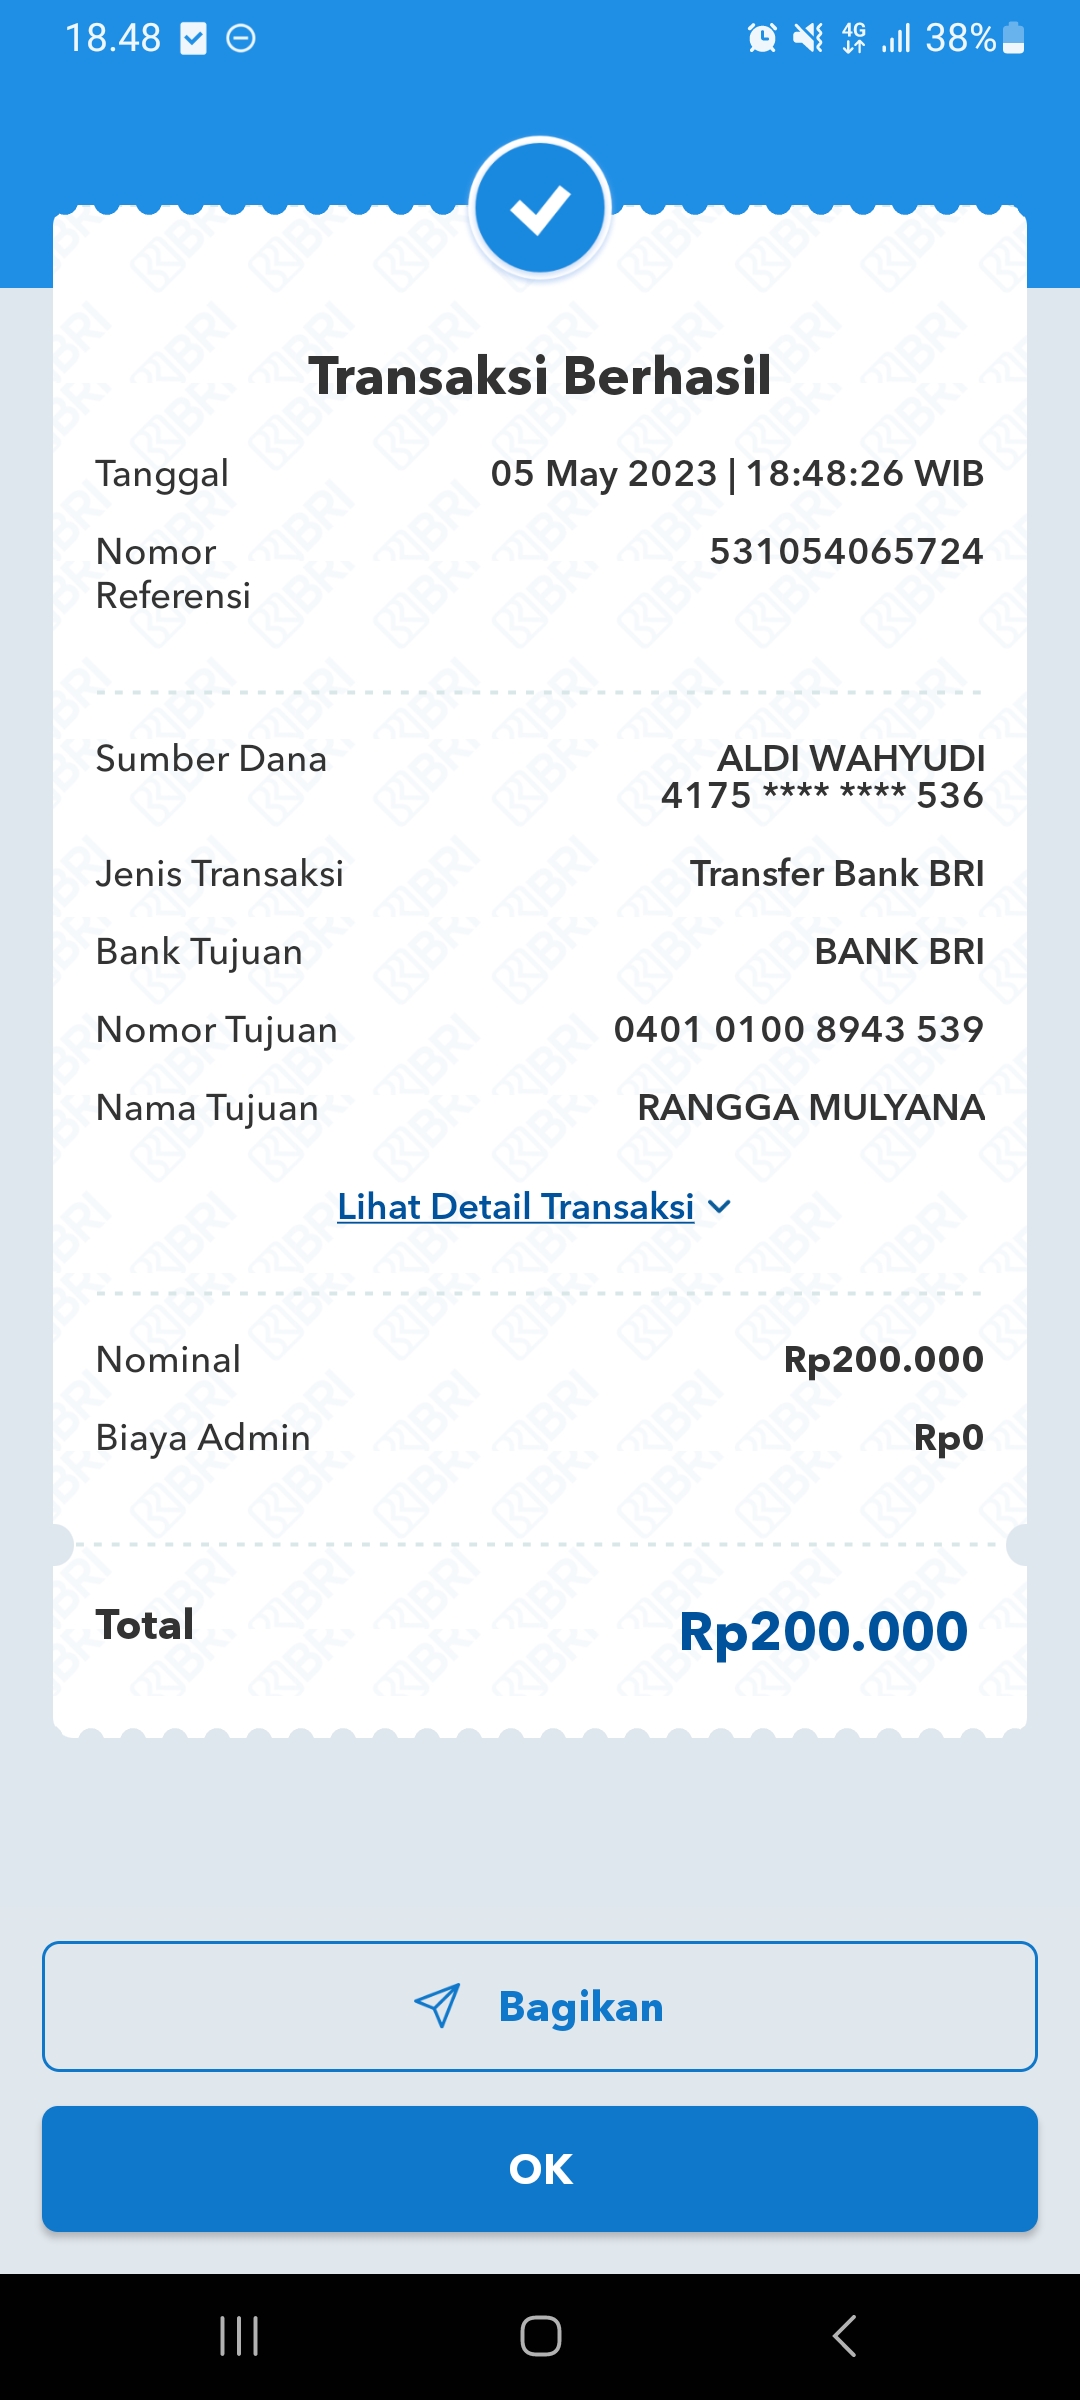 18.48 4G 38%
Transaksi Berhasil
Tanggal 05 May 2023 | 18:48:26 WIB
Nomor Referensi 531054065724
Sumber Dana ALDI WAHYUDI
4175 **** **** 536
Jenis Transaksi Transfer Bank BRI
Bank Tujuan BANK BRI
Nomor Tujuan 0401 0100 8943 539
Nama Tujuan RANGGA MULYANA
Lihat Detail Transaksi
Nominal Rp200.000
Biaya Admin Rp0
Total Rp200.000
Bagikan
OK